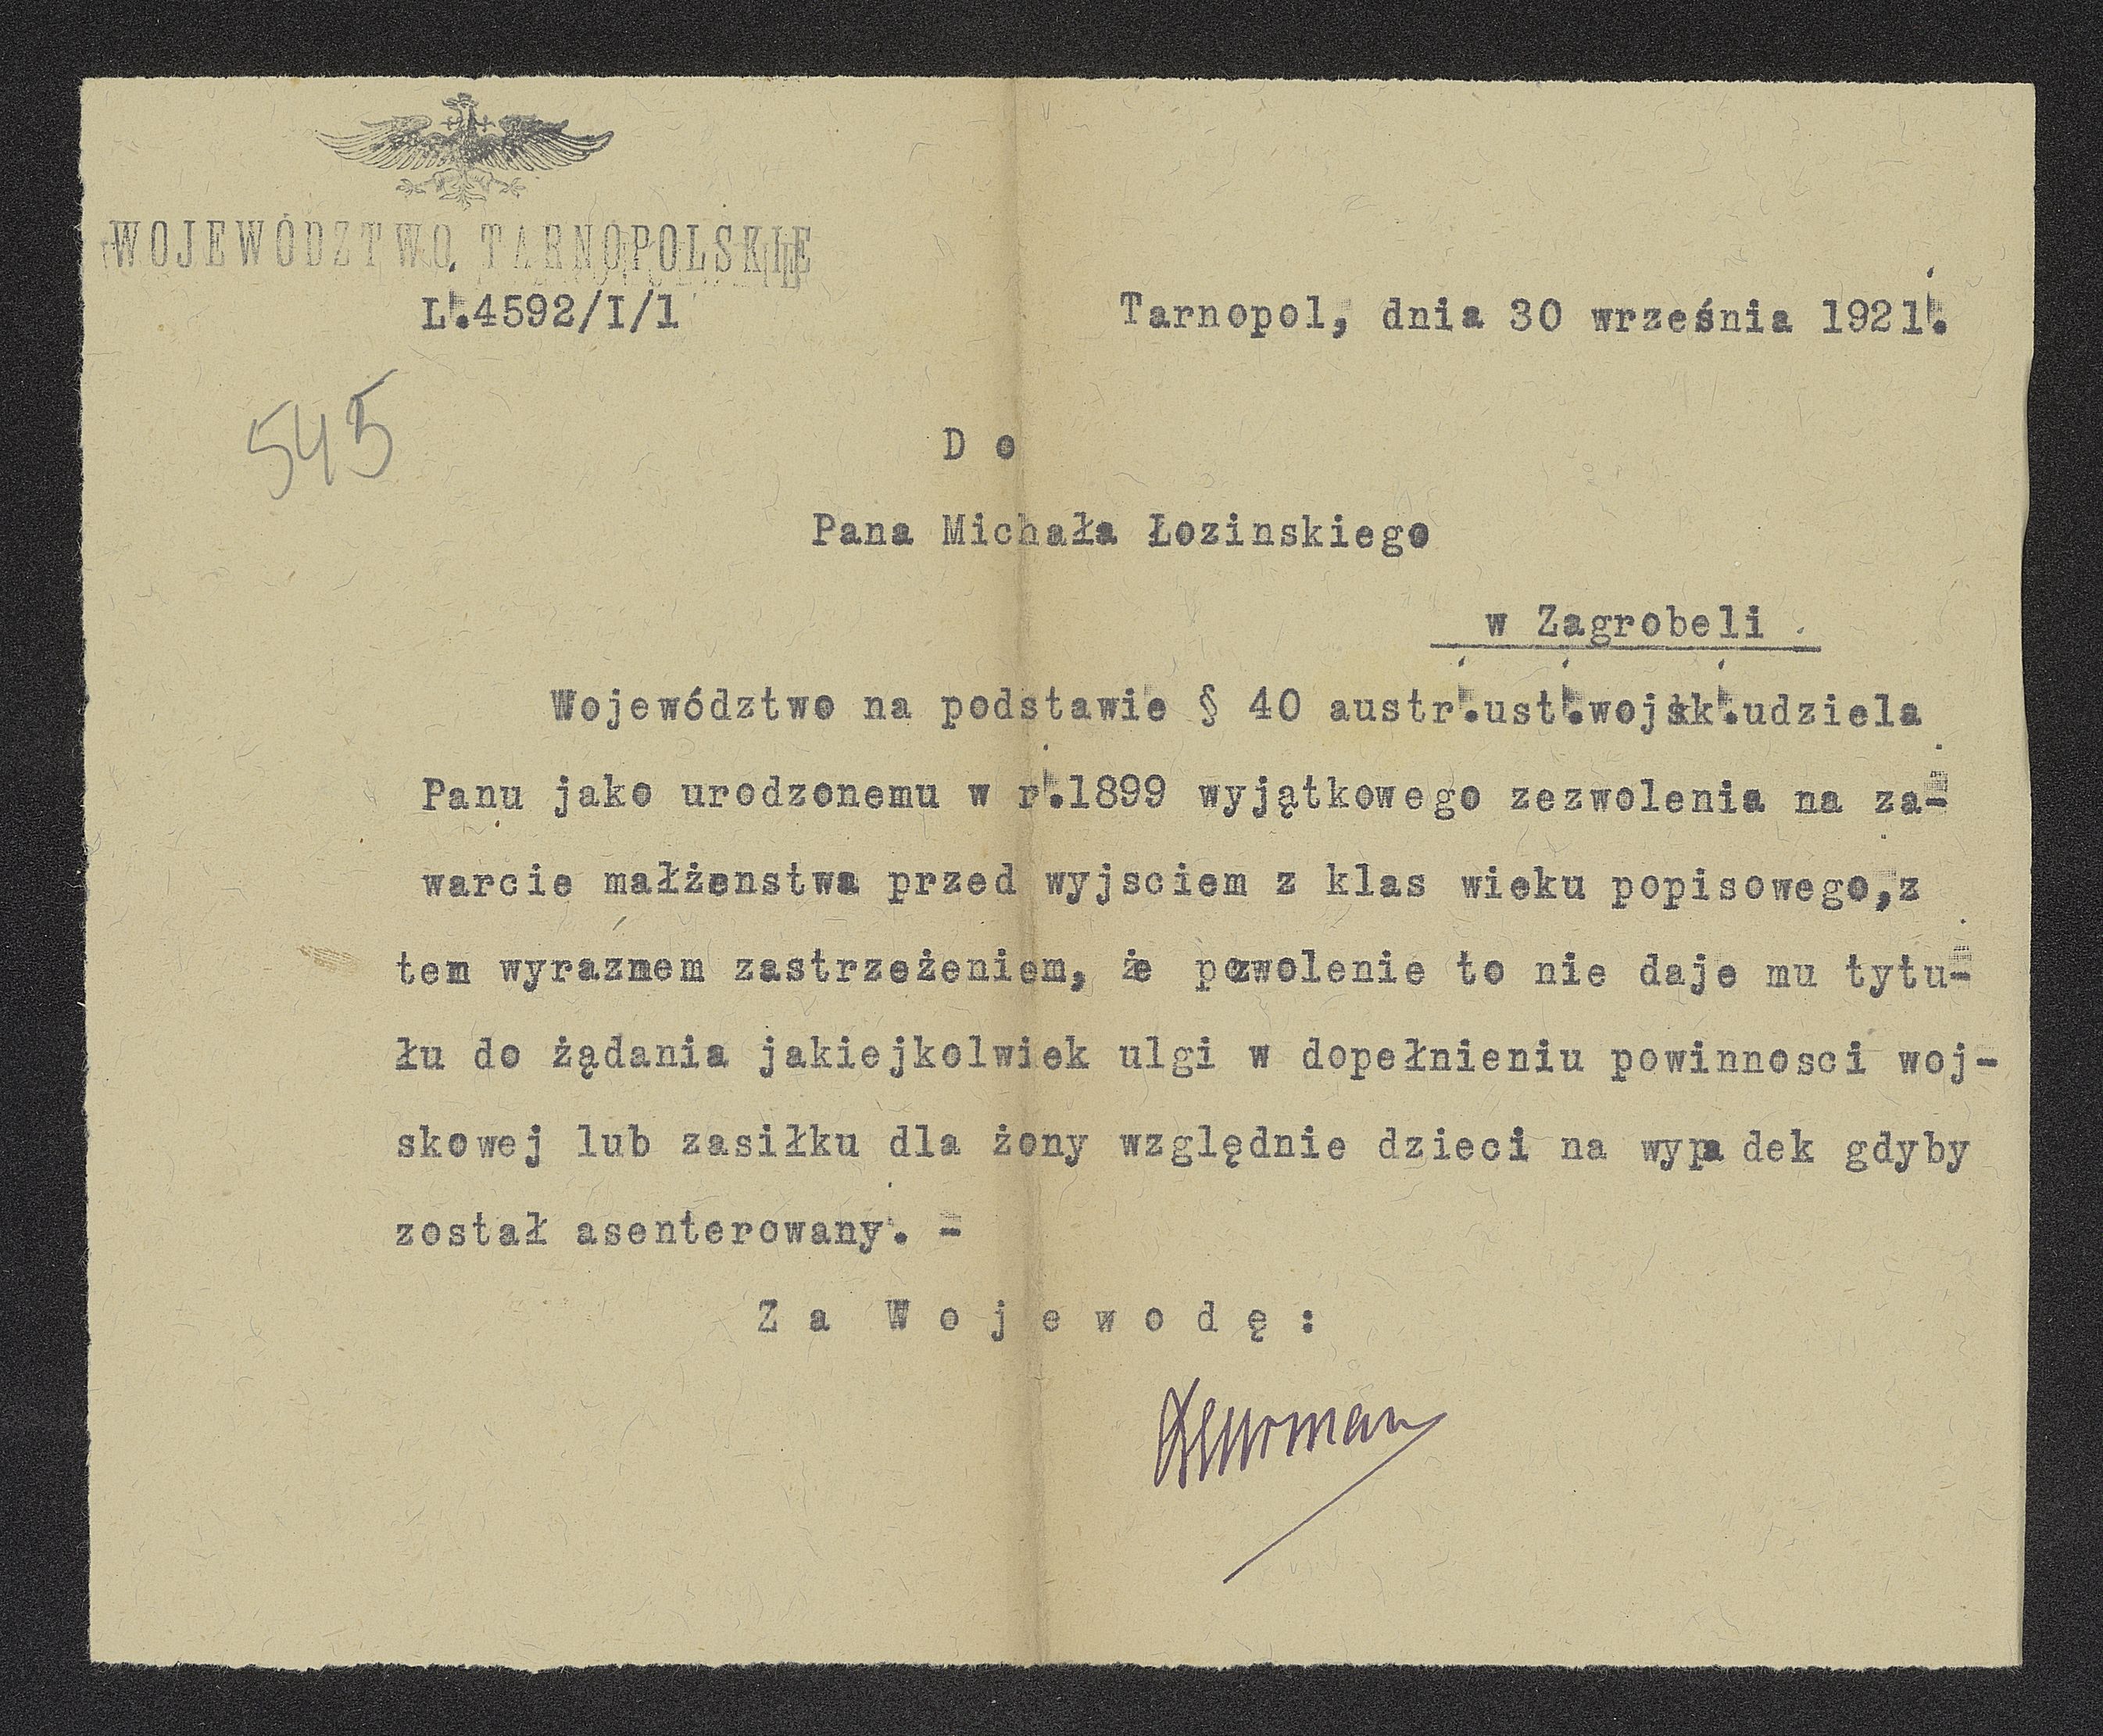 WOJEWÓDZTWO TARNOPOLSKIE
L.4592/I/1
Tarnopol, dnia 30 września 1921.
545
D o
Pana Michała Łozinskiego
w Zagrobeli
Województwo na podstawie § 40 austr.ust.wojsk.udziela
Panu jako urodzonemu w r.1899 wyjątkowego zezwolenia na za-
warcie małżenstwa przed wyjsciem z klas wieku popisowego,z
tem wyraznem zastrzeżeniem, że pozwolenie to nie daje mu tytu-
łu do żądania jakiejkolwiek ulgi w dopełnieniu powinnosci woj-
skowej lub zasiłku dla żony względnie dzieci na wypadek gdyby
został asenterowany. -
Z a W o j e w o d ę :